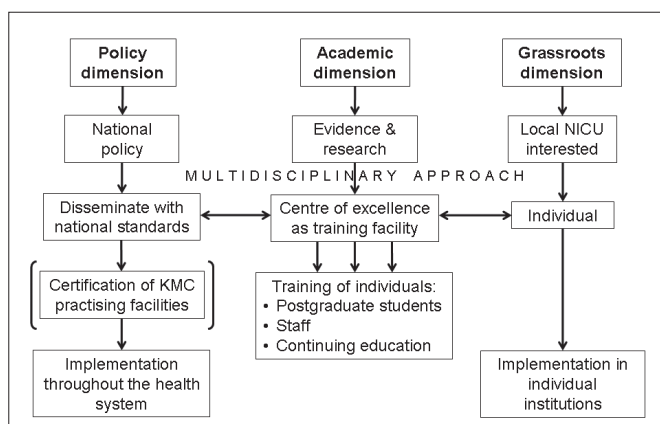 Policy
dimension
Academic
dimension
Grassroots
dimension
National
policy
Evidence &
research
Local NICU
interested
MULTIDISCIPLINARY APPROACH
Disseminate with
national standards
Centre of excellence
as training facility
Individual
Certification of KMC
practising facilities
Training of individuals:
• Postgraduate students
• Staff
• Continuing education
Implementation
throughout the health
system
Implementation in
individual
institutions